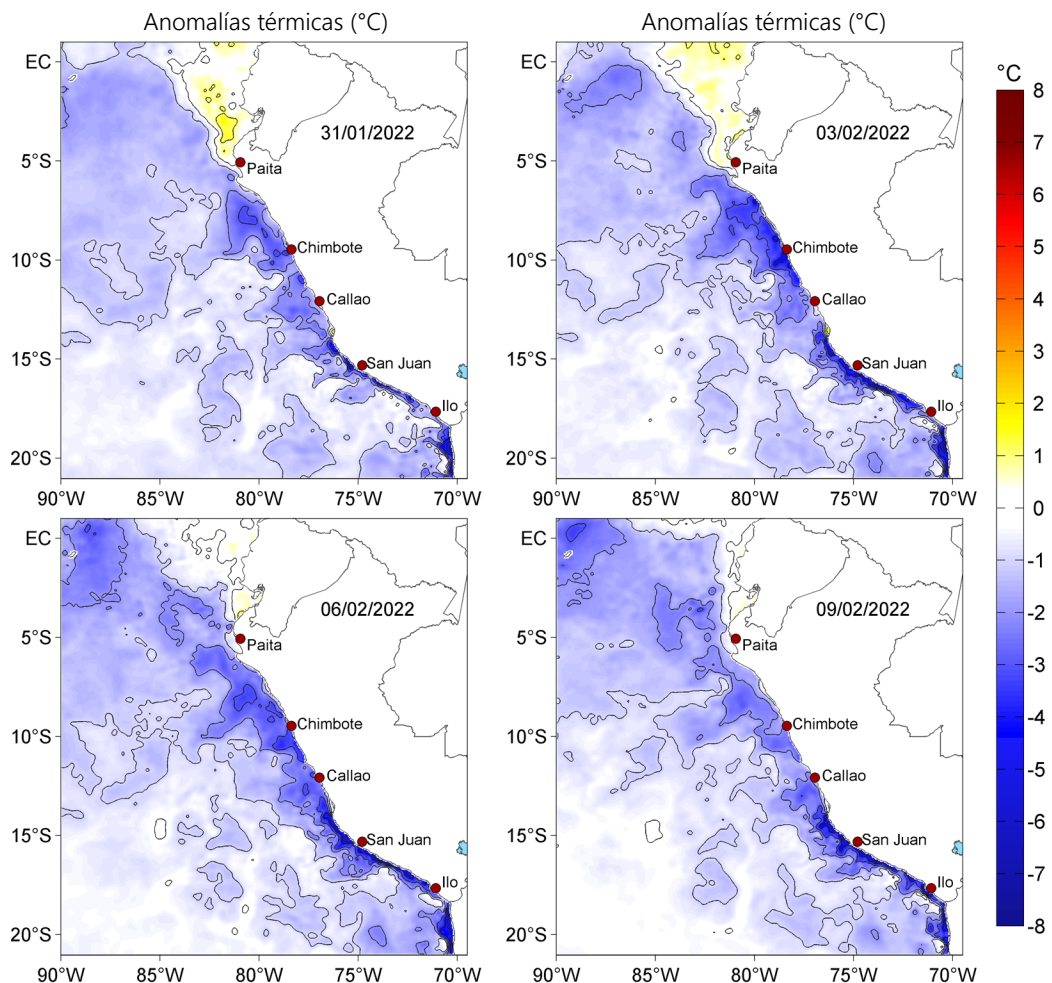 Anomalías térmicas (°C)
Anomalías térmicas (°C)
EC
5°S
10°S
15°S
20°S
90°W
85°W
80°W
75°W
70°W
31/01/2022
Paita
Chimbote
Callao
San Juan
Ilo
EC
5°S
10°S
15°S
20°S
90°W
85°W
80°W
75°W
70°W
03/02/2022
Paita
Chimbote
Callao
San Juan
Ilo
°C
8
7
6
5
4
3
2
1
0
-1
-2
-3
-4
-5
-6
-7
-8
EC
5°S
10°S
15°S
20°S
90°W
85°W
80°W
75°W
70°W
06/02/2022
Paita
Chimbote
Callao
San Juan
Ilo
EC
5°S
10°S
15°S
20°S
90°W
85°W
80°W
75°W
70°W
09/02/2022
Paita
Chimbote
Callao
San Juan
Ilo